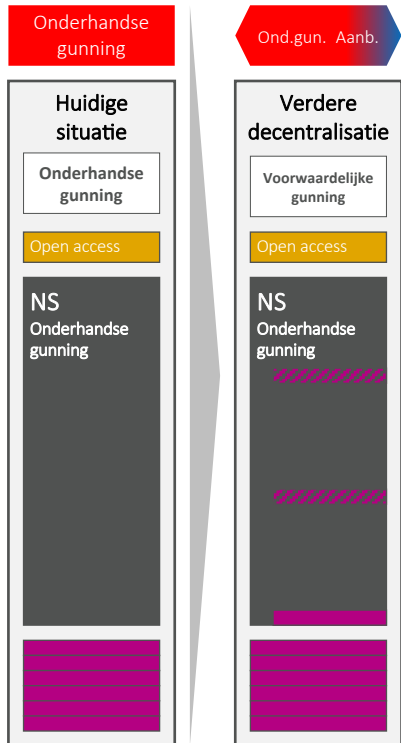 Onderhandse
gunning
Huidige
situatie
Onderhandse
gunning
Open access
NS
Onderhandse
gunning
Ond.gun. Aanb.
Verdere
decentralisatie
Voorwaardelijke
gunning
Open access
NS
Onderhandse
gunning